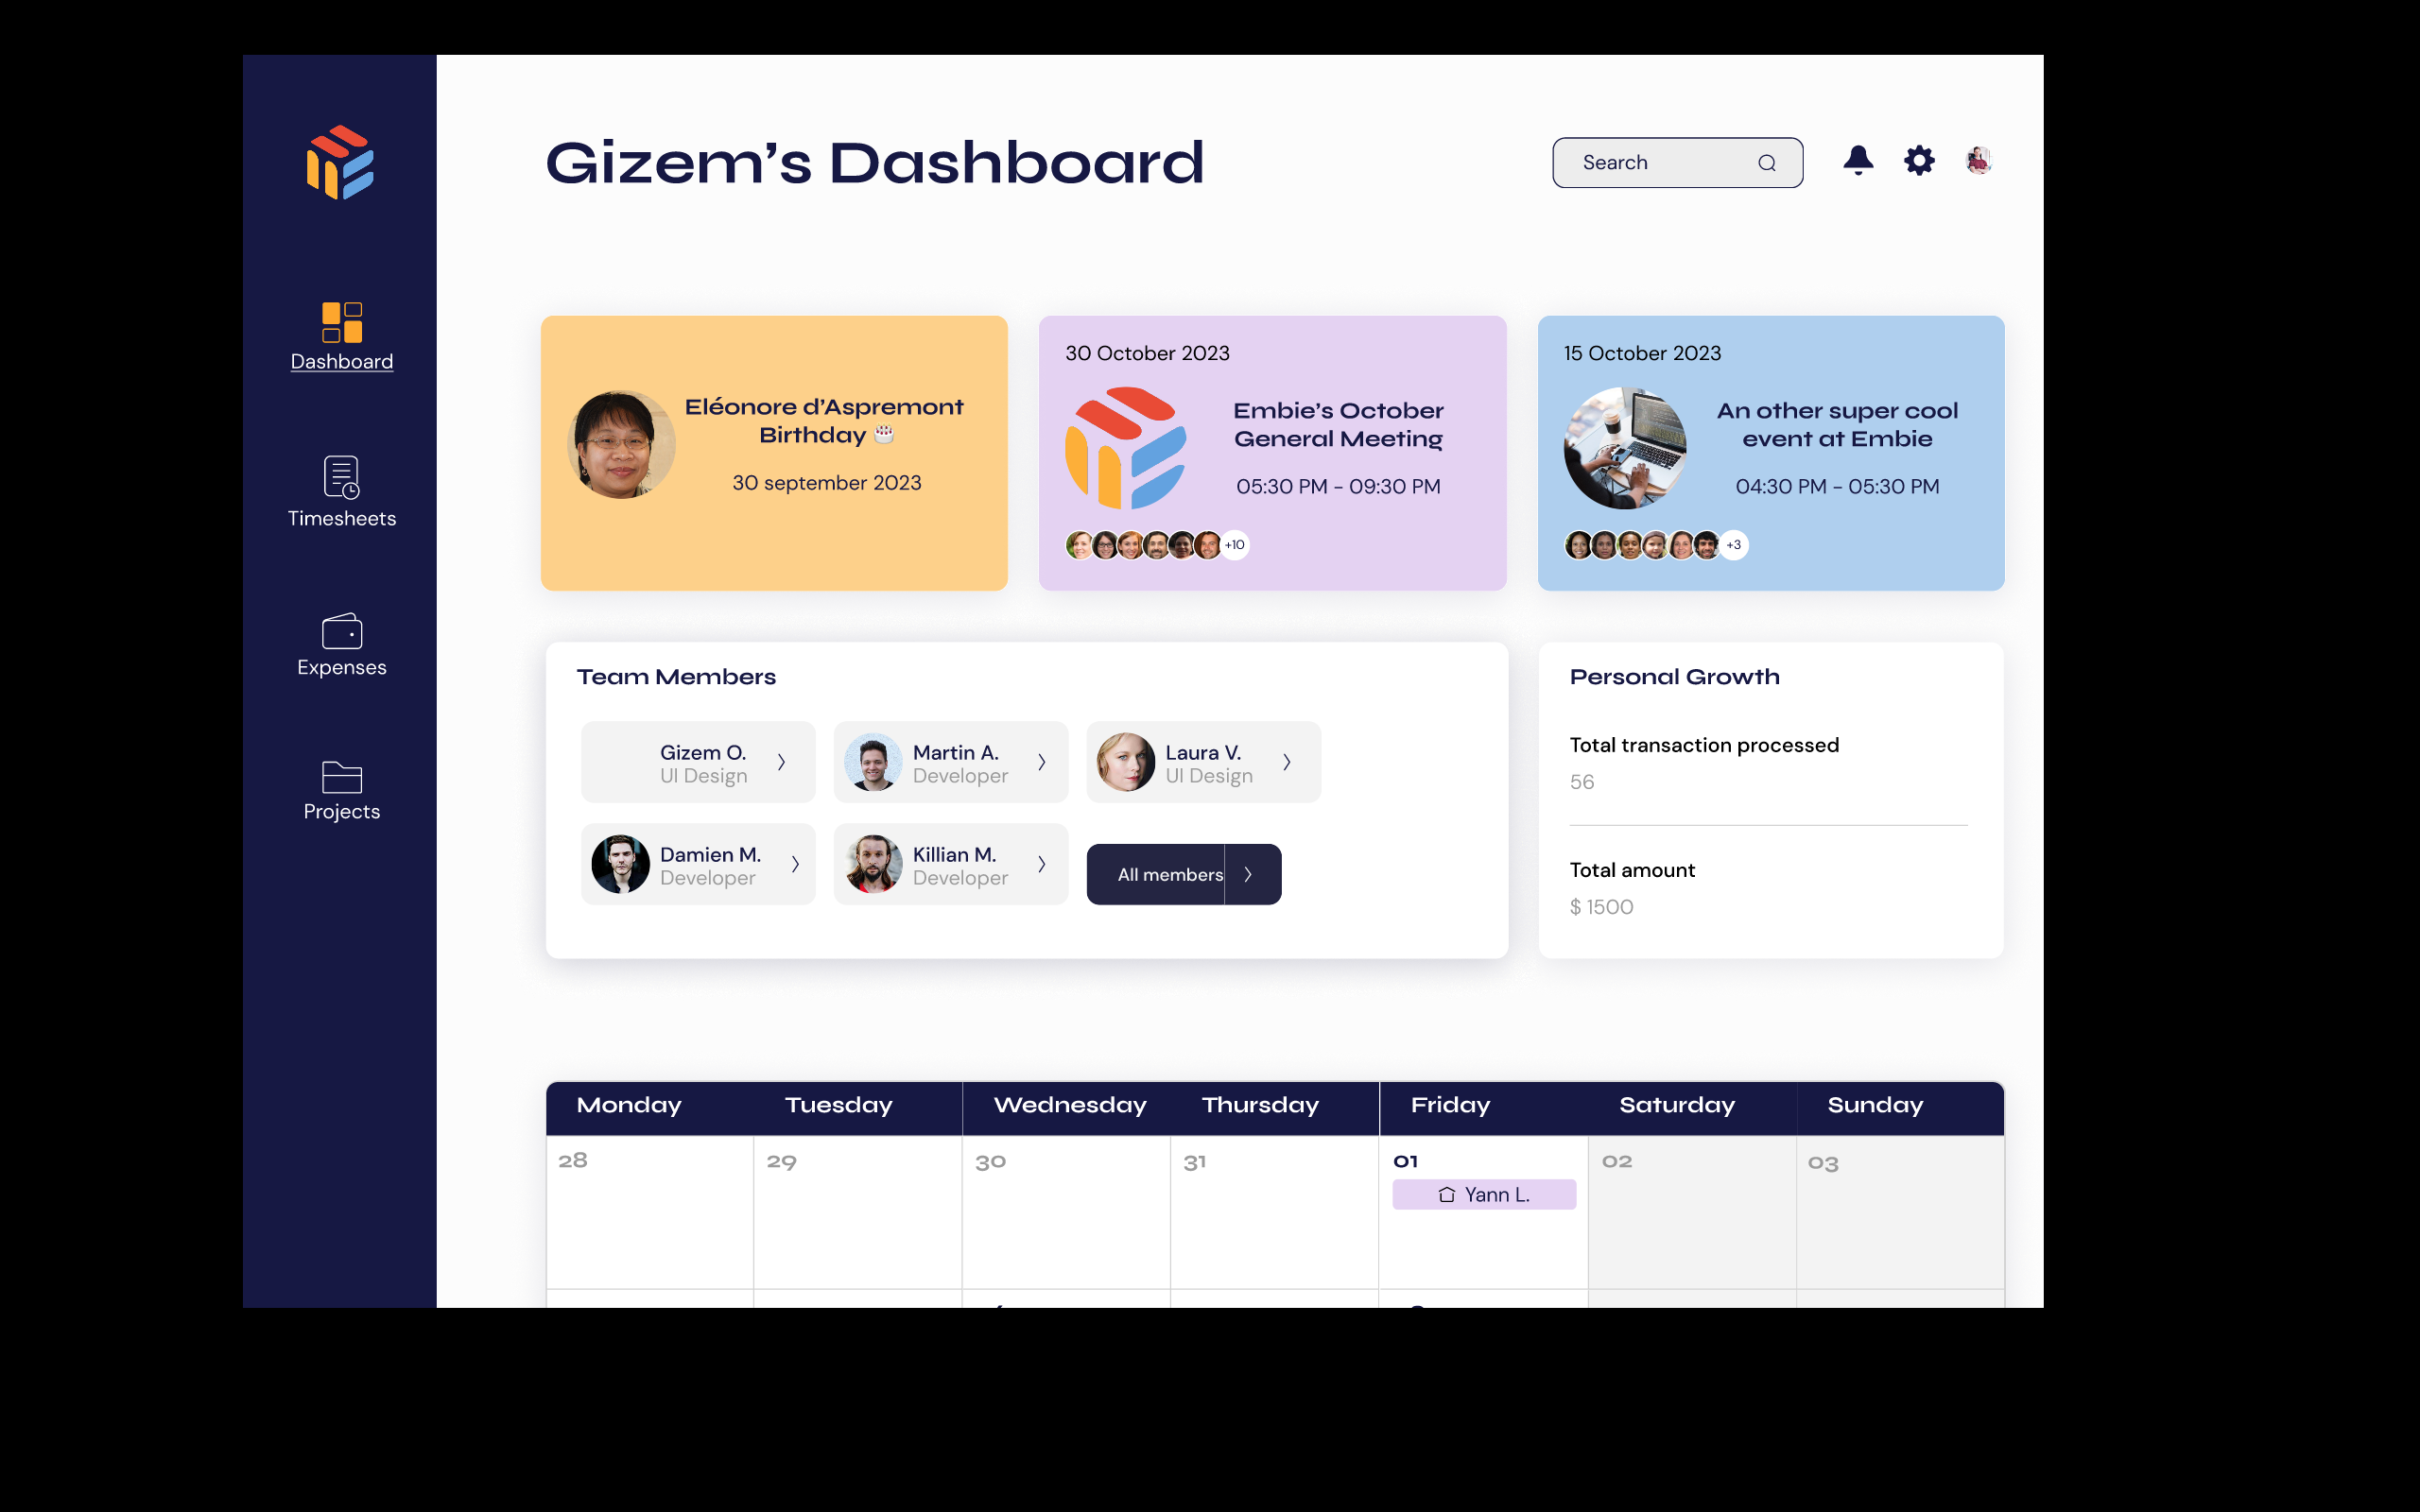 Gizem's Dashboard
Search
Dashboard
Timesheets
Expenses
Projects
Eléonore d'Aspremont
Birthday 🎂
30 september 2023
30 October 2023
Embie's October
General Meeting
05:30 PM - 09:30 PM
+10
15 October 2023
An other super cool
event at Embie
04:30 PM - 05:30 PM
+3
Team Members
Gizem O.
UI Design
Martin A.
Developer
Laura V.
UI Design
Damien M.
Developer
Killian M.
Developer
All members
Personal Growth
Total transaction processed
56
Total amount
$ 1500
Monday Tuesday Wednesday Thursday Friday Saturday Sunday
28 29 30 31 01 02 03
Yann L.